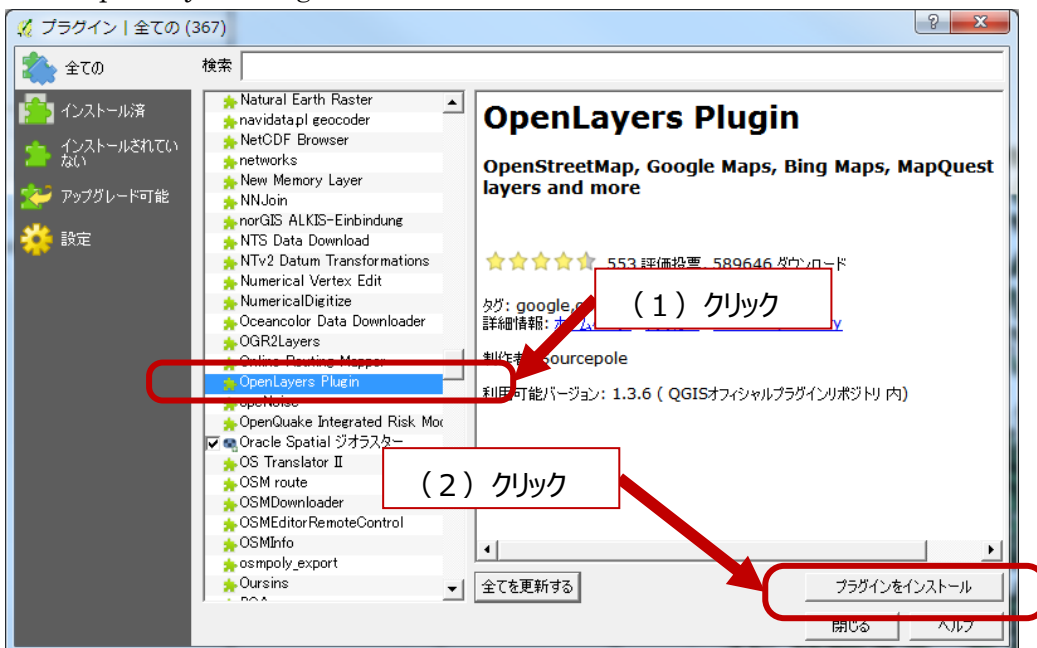 プラグイン | 全ての (367)
全ての
検索
インストール済
インストールされてい
ない
アップグレード可能
設定
Natural Earth Raster
navidata.pl geocoder
NetCDF Browser
networks
New Memory Layer
NNJoin
norGIS ALKIS-Einbindung
NTS Data Download
NTv2 Datum Transformations
Numerical Vertex Edit
NumericalDigitize
Oceancolor Data Downloader
OGR2Layers
Online Routing Mapper
OpenLayers Plugin
opeNoise
OpenQuake Integrated Risk Mo
Oracle Spatial ジオラスター
OS Translator II
OSM route
OSMDownloader
OSMEditorRemoteControl
OSMInfo
osmpoly_export
Oursins
OpenLayers Plugin
OpenStreetMap, Google Maps, Bing Maps, MapQuest
layers and more
553 評価投票, 589646 ダウンロード
(1) クリック
タグ: google,
詳細情報:
制作者: Sourcepole
利用可能バージョン: 1.3.6 ( QGISオフィシャルプラグインリポジトリ 内)
(2) クリック
全てを更新する
プラグインをインストール
閉じる
ヘルプ